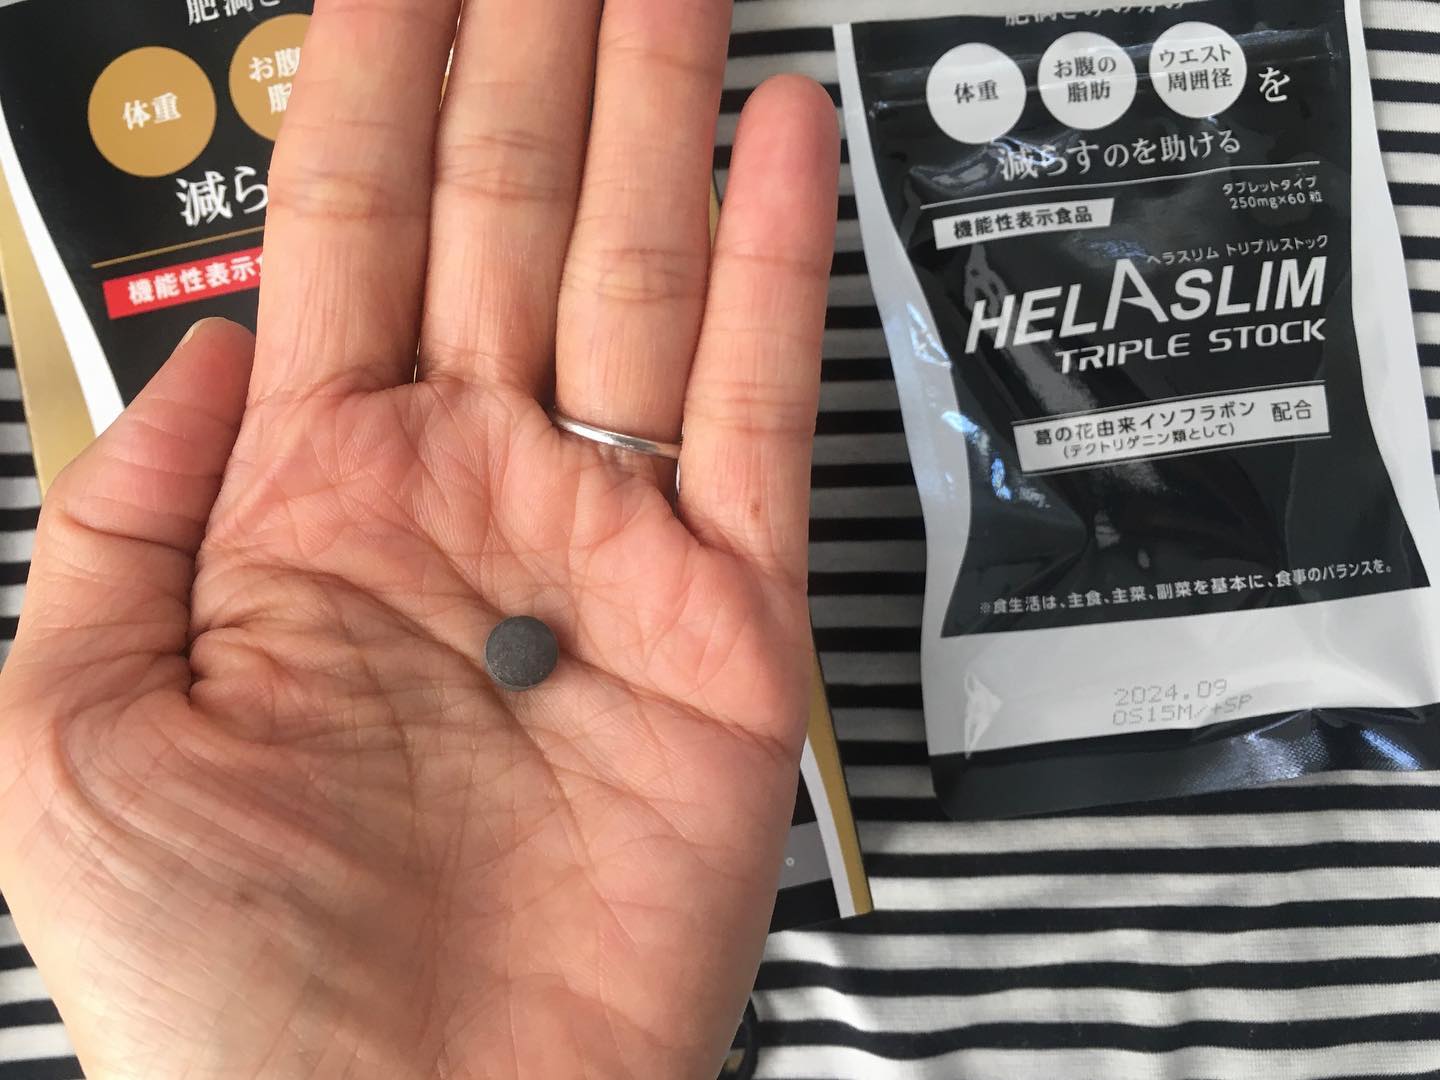 肥満
体重
お腹
脂
減ら
機能性表示
肥満
体重
お腹の
脂肪
ウエスト
周囲径
を
減らすのを助ける
タブレットタイプ
250mg×60粒
機能性表示食品
ヘラスリム トリプルストック
HELASLIM
TRIPLE STOCK
葛の花由来イソフラボン 配合
(テクトリゲニン類として)
※食生活は、主食、主菜、副菜を基本に、食事のバランスを。
2024.09
OS15M/+SP